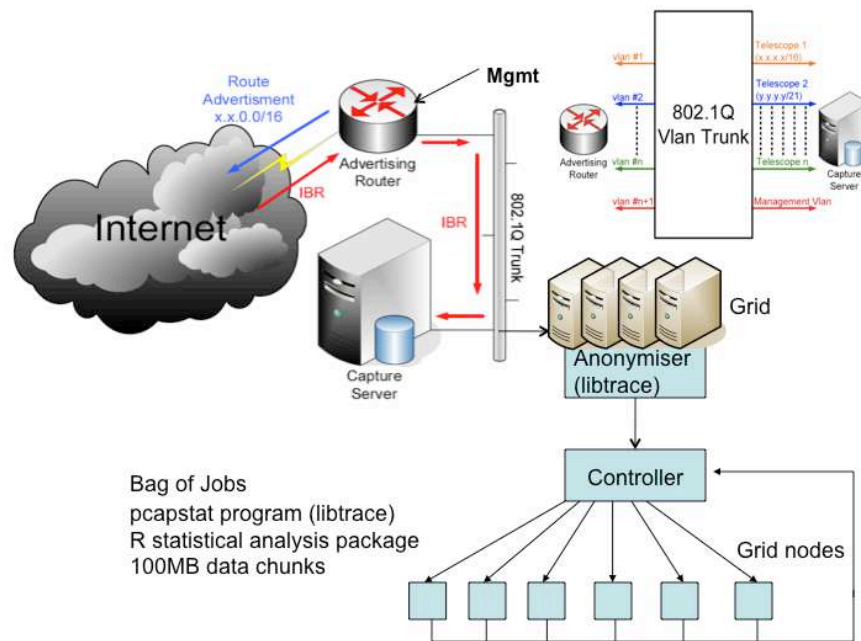 Mgmt
Route
Advertisment
x.x.0.0/16
Advertising
Router
IBR
Internet
IBR
802.1Q Trunk
Capture
Server
vlan #1
Telescope 1
(x.x.x.x/16)
vlan #2
Telescope 2
(y.y.y.y/21)
802.1Q
Vlan Trunk
Advertising
Router
Capture
Server
vlan #n
Telescope n
vlan #n+1
Management Vlan
Grid
Anonymiser
(libtrace)
Controller
Bag of Jobs
pcapstat program (libtrace)
R statistical analysis package
100MB data chunks
Grid nodes